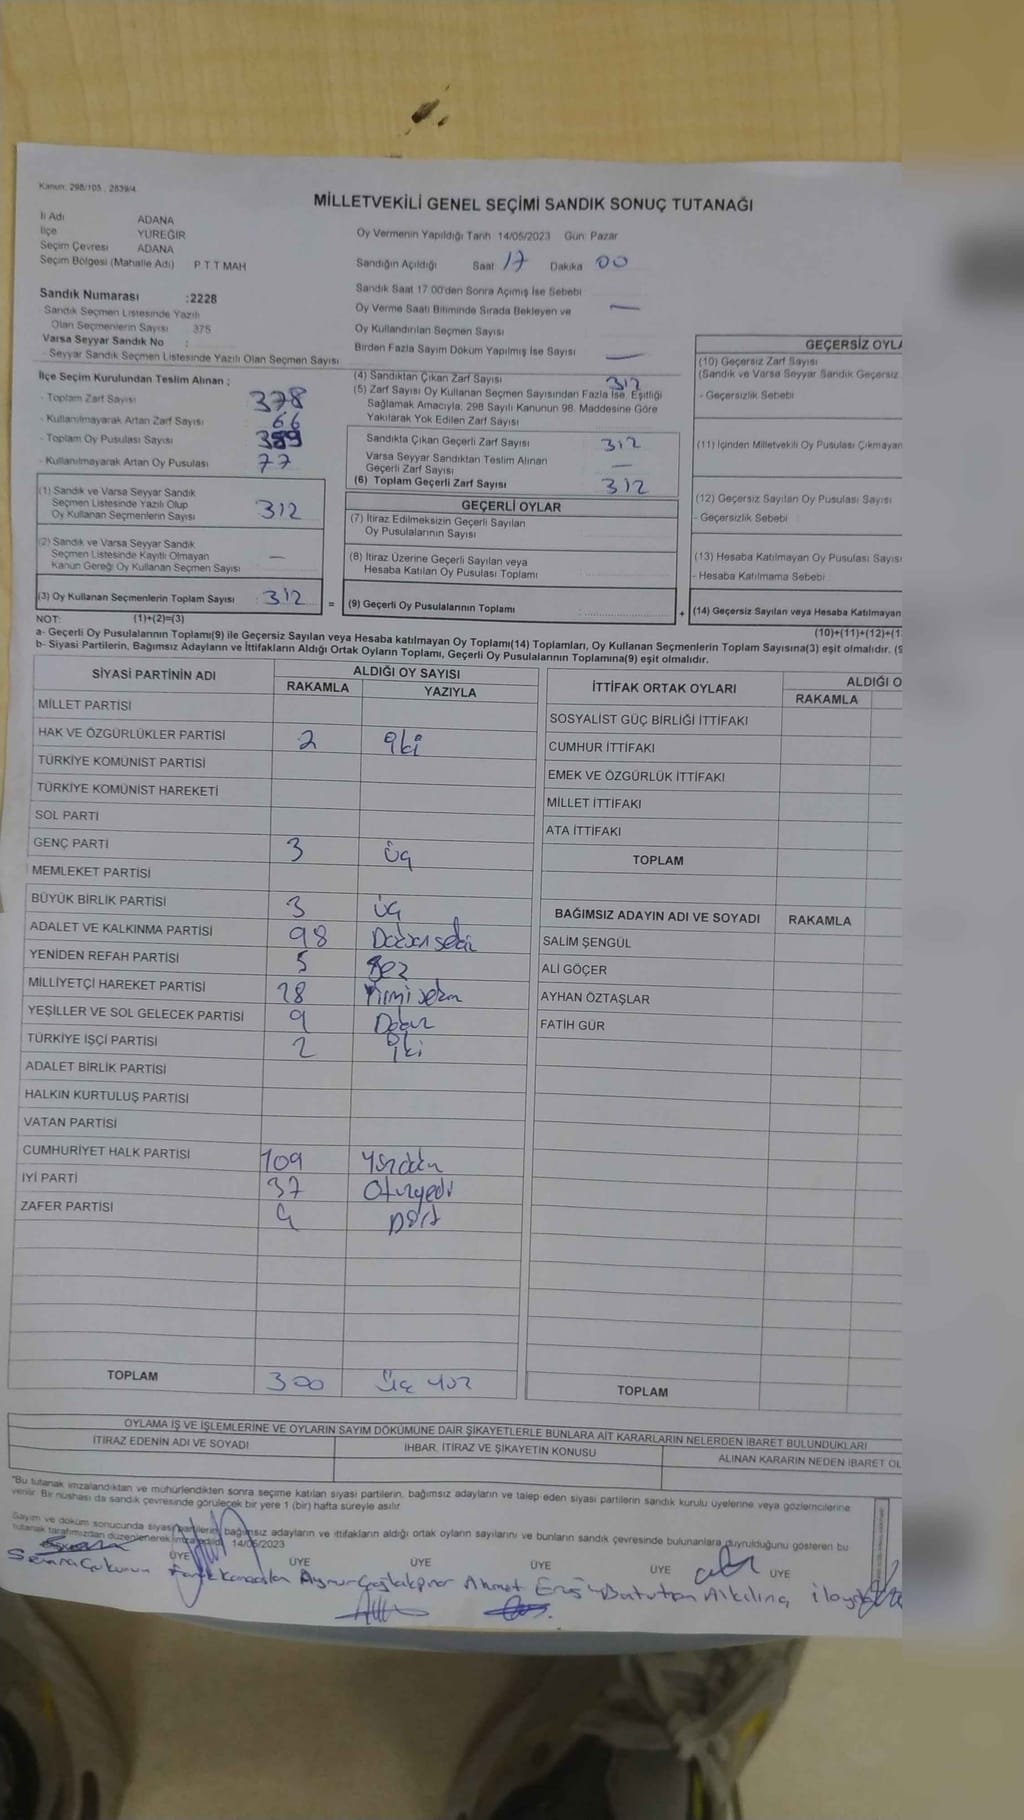 Kanun: 298/105 , 2839/4
MİLLETVEKİLİ GENEL SEÇİMİ SANDIK SONUÇ TUTANAĞI
İl Adı ADANA
İlçe YÜREĞİR
Seçim Çevresi ADANA
Seçim Bölgesi (Mahalle Adı) P T T MAH
Oy Vermenin Yapıldığı Tarih 14/05/2023 Gün: Pazar
Sandığın Açıldığı Saat 17 Dakika 00
Sandık Saat 17:00'den Sonra Açımış İse Sebebi
Oy Verme Saati Bitiminde Sırada Bekleyen ve
Oy Kullandırılan Seçmen Sayısı —
Birden Fazla Sayım Döküm Yapılmış İse Sayısı —
Sandık Numarası :2228
Sandık Seçmen Listesinde Yazılı
Olan Seçmenlerin Sayısı 375
Varsa Seyyar Sandık No :
- Seyyar Sandık Seçmen Listesinde Yazılı Olan Seçmen Sayısı
İlçe Seçim Kurulundan Teslim Alınan :
- Toplam Zarf Sayısı 378
- Kullanılmayarak Artan Zarf Sayısı 66
- Toplam Oy Pusulası Sayısı 389
- Kullanılmayarak Artan Oy Pusulası 77
(1) Sandık ve Varsa Seyyar Sandık
Seçmen Listesinde Yazılı Olup
Oy Kullanan Seçmenlerin Sayısı 312
(2) Sandık ve Varsa Seyyar Sandık
Seçmen Listesinde Kayıtlı Olmayan
Kanun Gereği Oy Kullanan Seçmen Sayısı —
(3) Oy Kullanan Seçmenlerin Toplam Sayısı 312 =
(4) Sandıktan Çıkan Zarf Sayısı 312
(5) Zarf Sayısı Oy Kullanan Seçmen Sayısından Fazla İse, Eşitliği
Sağlamak Amacıyla, 298 Sayılı Kanunun 98. Maddesine Göre
Yakılarak Yok Edilen Zarf Sayısı
Sandıkta Çıkan Geçerli Zarf Sayısı 312
Varsa Seyyar Sandıktan Teslim Alınan
Geçerli Zarf Sayısı —
(6) Toplam Geçerli Zarf Sayısı 312
GEÇERLİ OYLAR
(7) İtiraz Edilmeksizin Geçerli Sayılan
Oy Pusulalarının Sayısı
(8) İtiraz Üzerine Geçerli Sayılan veya
Hesaba Katılan Oy Pusulası Toplamı
(9) Geçerli Oy Pusulalarının Toplamı +
GEÇERSİZ OYLA
(10) Geçersiz Zarf Sayısı
(Sandık ve Varsa Seyyar Sandık Geçersiz
- Geçersizlik Sebebi
(11) İçinden Milletvekili Oy Pusulası Çıkmayan
(12) Geçersiz Sayılan Oy Pusulası Sayısı
- Geçersizlik Sebebi
(13) Hesaba Katılmayan Oy Pusulası Sayıs
- Hesaba Katılmama Sebebi
(14) Geçersiz Sayılan veya Hesaba Katılmayan
NOT: (1)+(2)=(3) (10)+(11)+(12)+(1
a- Geçerli Oy Pusulalarının Toplamı(9) ile Geçersiz Sayılan veya Hesaba katılmayan Oy Toplamı(14) Toplamları, Oy Kullanan Seçmenlerin Toplam Sayısına(3) eşit olmalıdır. (9
b- Siyasi Partilerin, Bağımsız Adayların ve İttifakların Aldığı Ortak Oyların Toplamı, Geçerli Oy Pusulalarının Toplamına(9) eşit olmalıdır.
SİYASİ PARTİNİN ADI ALDIĞI OY SAYISI
RAKAMLA YAZIYLA
MİLLET PARTİSİ
HAK VE ÖZGÜRLÜKLER PARTİSİ 2 iki
TÜRKİYE KOMÜNİST PARTİSİ
TÜRKİYE KOMÜNİST HAREKETİ
SOL PARTİ
GENÇ PARTİ 3 üç
MEMLEKET PARTİSİ
BÜYÜK BİRLİK PARTİSİ 3 üç
ADALET VE KALKINMA PARTİSİ 98 Doksan sekiz
YENİDEN REFAH PARTİSİ 5 Beş
MİLLİYETÇİ HAREKET PARTİSİ 28 Yirmi sekiz
YEŞİLLER VE SOL GELECEK PARTİSİ 9 Dokuz
TÜRKİYE İŞÇİ PARTİSİ 2 iki
ADALET BİRLİK PARTİSİ
HALKIN KURTULUŞ PARTİSİ
VATAN PARTİSİ
CUMHURİYET HALK PARTİSİ 109 Yüzdokuz
İYİ PARTİ 37 Otuzyedi
ZAFER PARTİSİ 4 Dört
TOPLAM 300 Üç yüz
İTTİFAK ORTAK OYLARI ALDIĞI O
RAKAMLA
SOSYALİST GÜÇ BİRLİĞİ İTTİFAKI
CUMHUR İTTİFAKI
EMEK VE ÖZGÜRLÜK İTTİFAKI
MİLLET İTTİFAKI
ATA İTTİFAKI
TOPLAM
BAĞIMSIZ ADAYIN ADI VE SOYADI RAKAMLA
SALİM ŞENGÜL
ALİ GÖÇER
AYHAN ÖZTAŞLAR
FATİH GÜR
TOPLAM
OYLAMA İŞ VE İŞLEMLERİNE VE OYLARIN SAYIM DÖKÜMÜNE DAİR ŞİKAYETLERLE BUNLARA AİT KARARLARIN NELERDEN İBARET BULUNDUKLARI
İTİRAZ EDENİN ADI VE SOYADI İHBAR, İTİRAZ VE ŞİKAYETİN KONUSU ALINAN KARARIN NEDEN İBARET OL
"Bu tutanak imzalandıktan ve mühürlendikten sonra seçime katılan siyasi partilerin, bağımsız adayların ve talep eden siyasi partilerin sandık kurulu üyelerine veya gözlemcilerine
verilir. Bir nüshası da sandık çevresinde görülecek bir yere 1 (bir) hafta süreyle asılır.
Sayım ve döküm sonucunda siyasi partilerin, bağımsız adayların ve ittifakların aldığı ortak oyların sayılarını ve bunların sandık çevresinde bulunanlara duyrulduğunu gösteren bu
tutanak tarafımızdan düzenlenerek imza edildi. 14/05/2023
ÜYE ÜYE ÜYE ÜYE ÜYE ÜYE
Ahmet